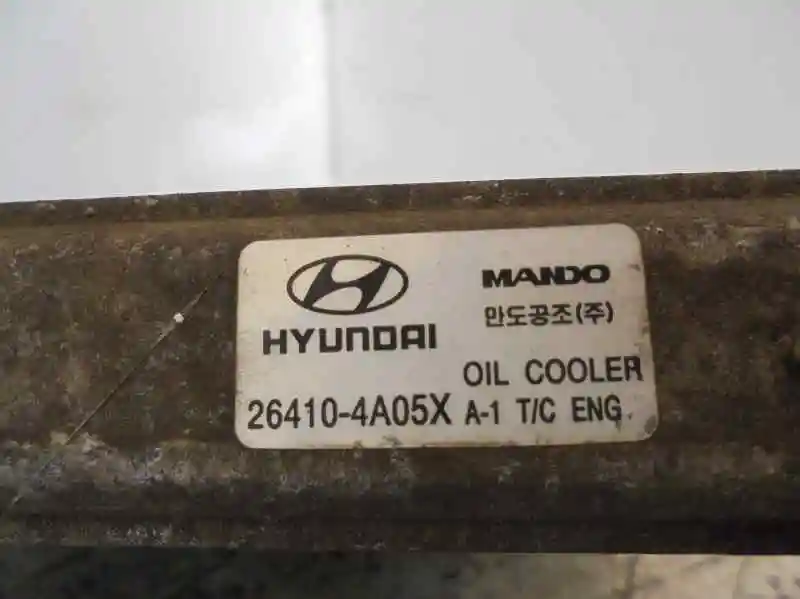 HYUNDAI
MANDO
만도공조(주)
OIL COOLER
26410-4A05X A-1 T/C ENG.